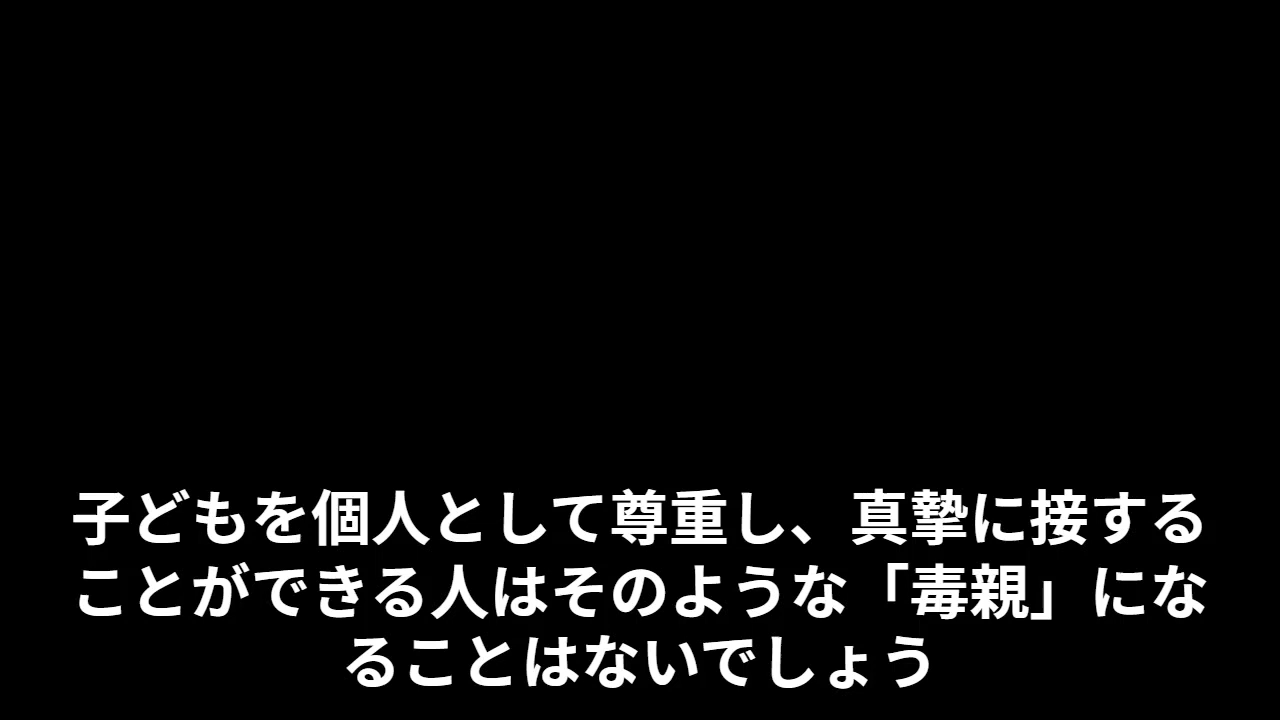 子どもを個人として尊重し、真摯に接する
ことができる人はそのような「毒親」にな
ることはないでしょう